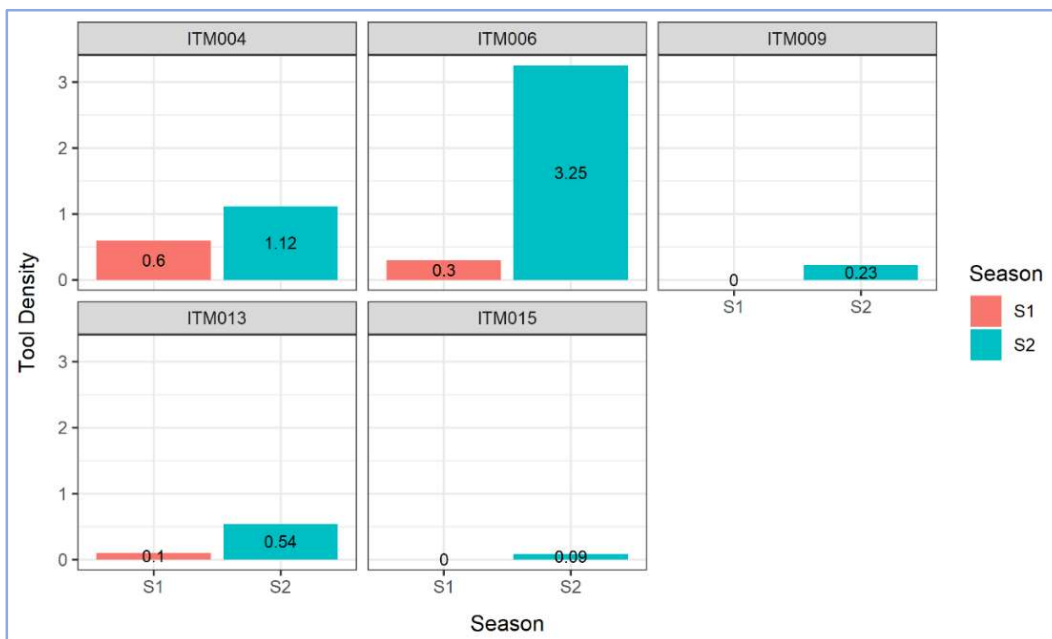 ITM004
ITM006
ITM009
3
2
1
0
0.6
1.12
0.3
3.25
0
0.23
S1
S2
ITM013
ITM015
3
2
1
0
0.1
0.54
0
0.09
S1
S2
S1
S2
Tool Density
Season
Season
S1
S2